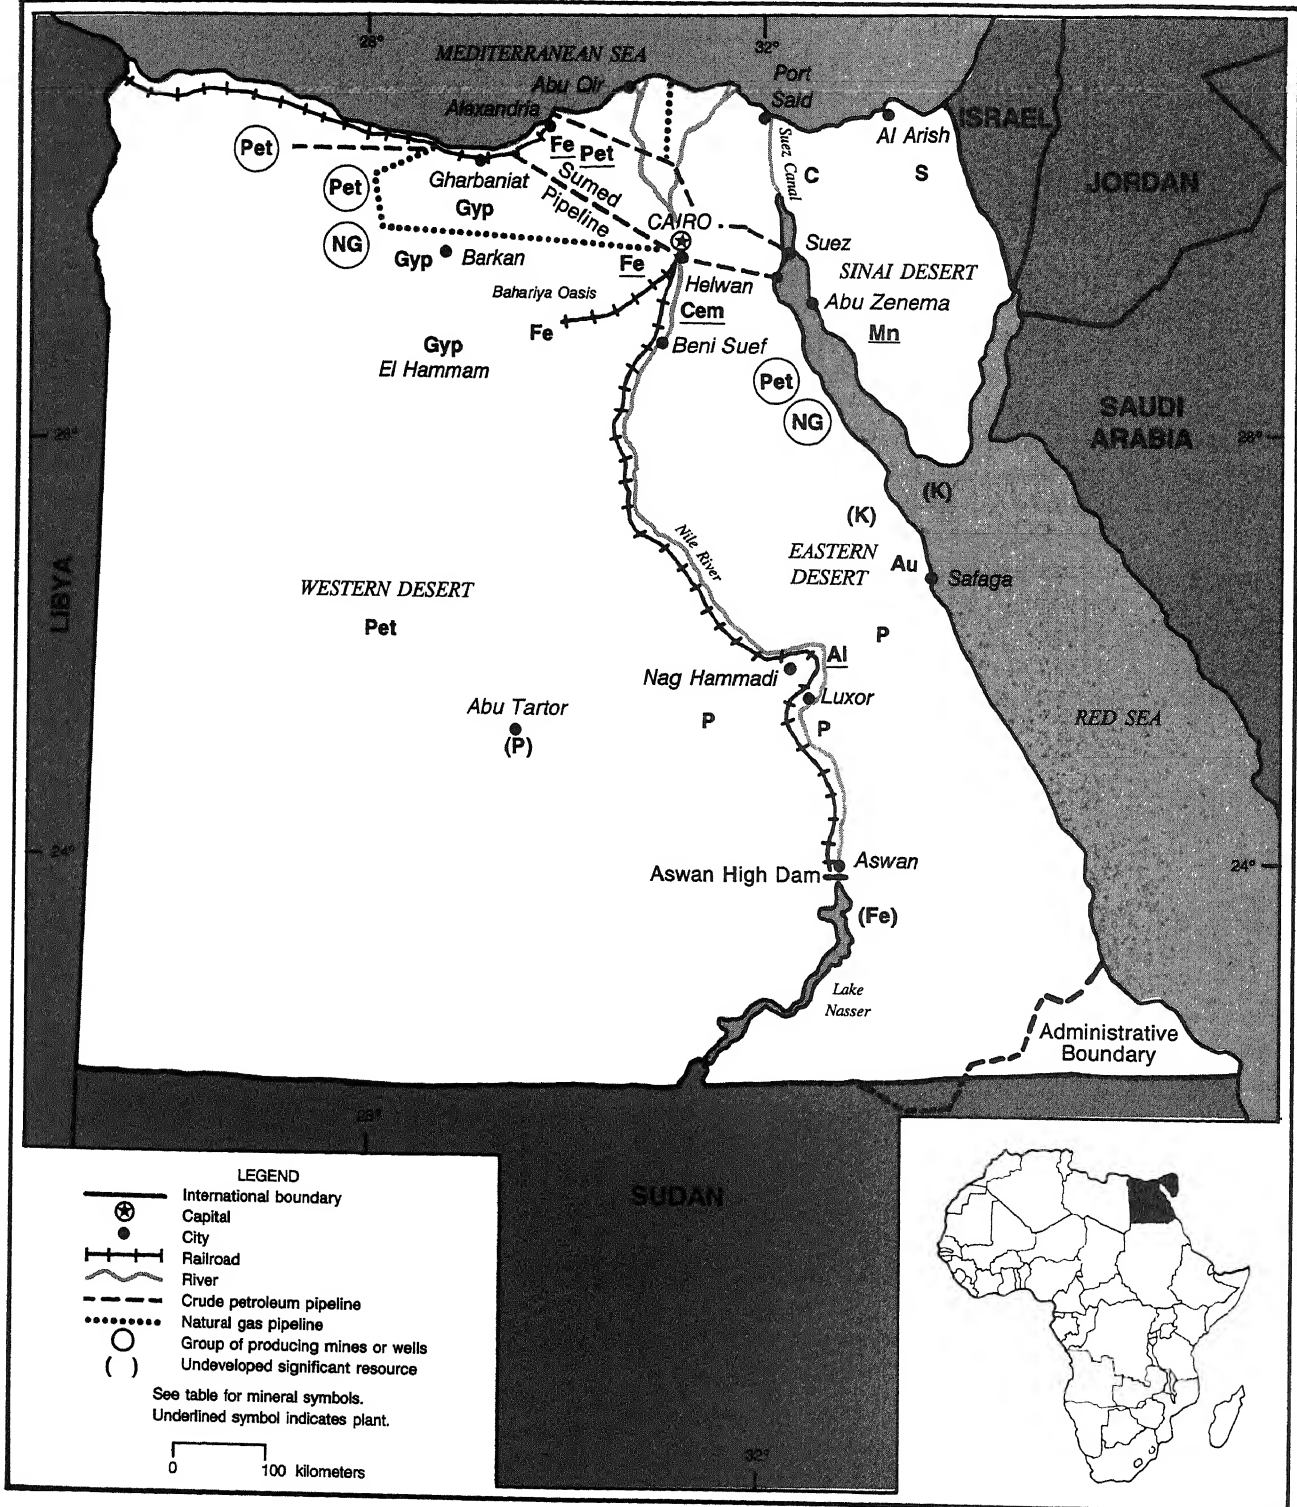 28°
32°
MEDITERRANEAN SEA
Abu Qir
Port
Said
Alexandria
Al Arish
ISRAEL
Fe
Pet
Pet
Suez Canal
C
S
JORDAN
Pet
Gharbaniat
Sumed
Pipeline
Gyp
CAIRO
NG
Gyp
Barkan
Fe
Suez
SINAI DESERT
Helwan
Bahariya Oasis
Abu Zenema
Cem
Fe
Mn
Gyp
El Hammam
Beni Suef
Pet
NG
SAUDI
ARABIA
28°
28°
(K)
(K)
Nile River
EASTERN
DESERT
Au
Safaga
LIBYA
WESTERN DESERT
Pet
P
Al
Nag Hammadi
Luxor
Abu Tartor
(P)
P
P
RED SEA
24°
Aswan
24°
Aswan High Dam
(Fe)
Lake
Nasser
Administrative
Boundary
28°
SUDAN
32°
LEGEND
International boundary
Capital
City
Railroad
River
Crude petroleum pipeline
Natural gas pipeline
Group of producing mines or wells
( ) Undeveloped significant resource
See table for mineral symbols.
Underlined symbol indicates plant.
0 100 kilometers